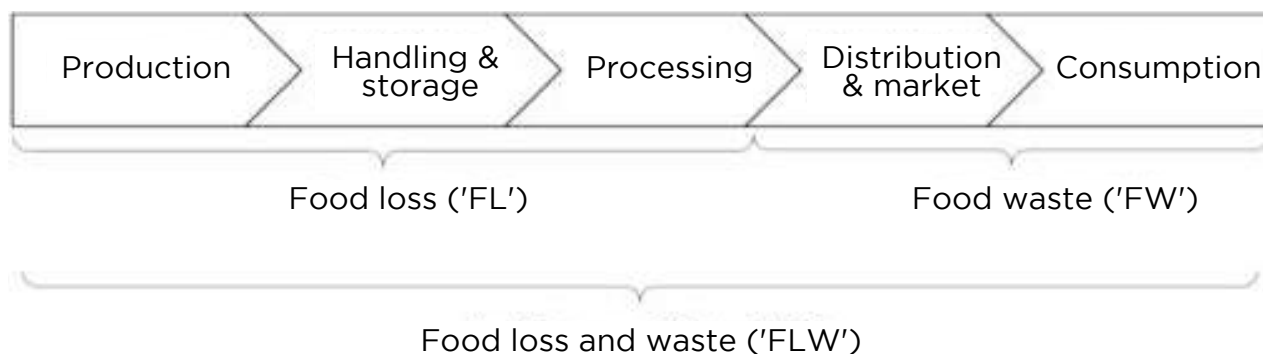 Production
Handling &
storage
Processing
Distribution
& market
Consumption
Food loss ('FL')
Food waste ('FW')
Food loss and waste ('FLW')